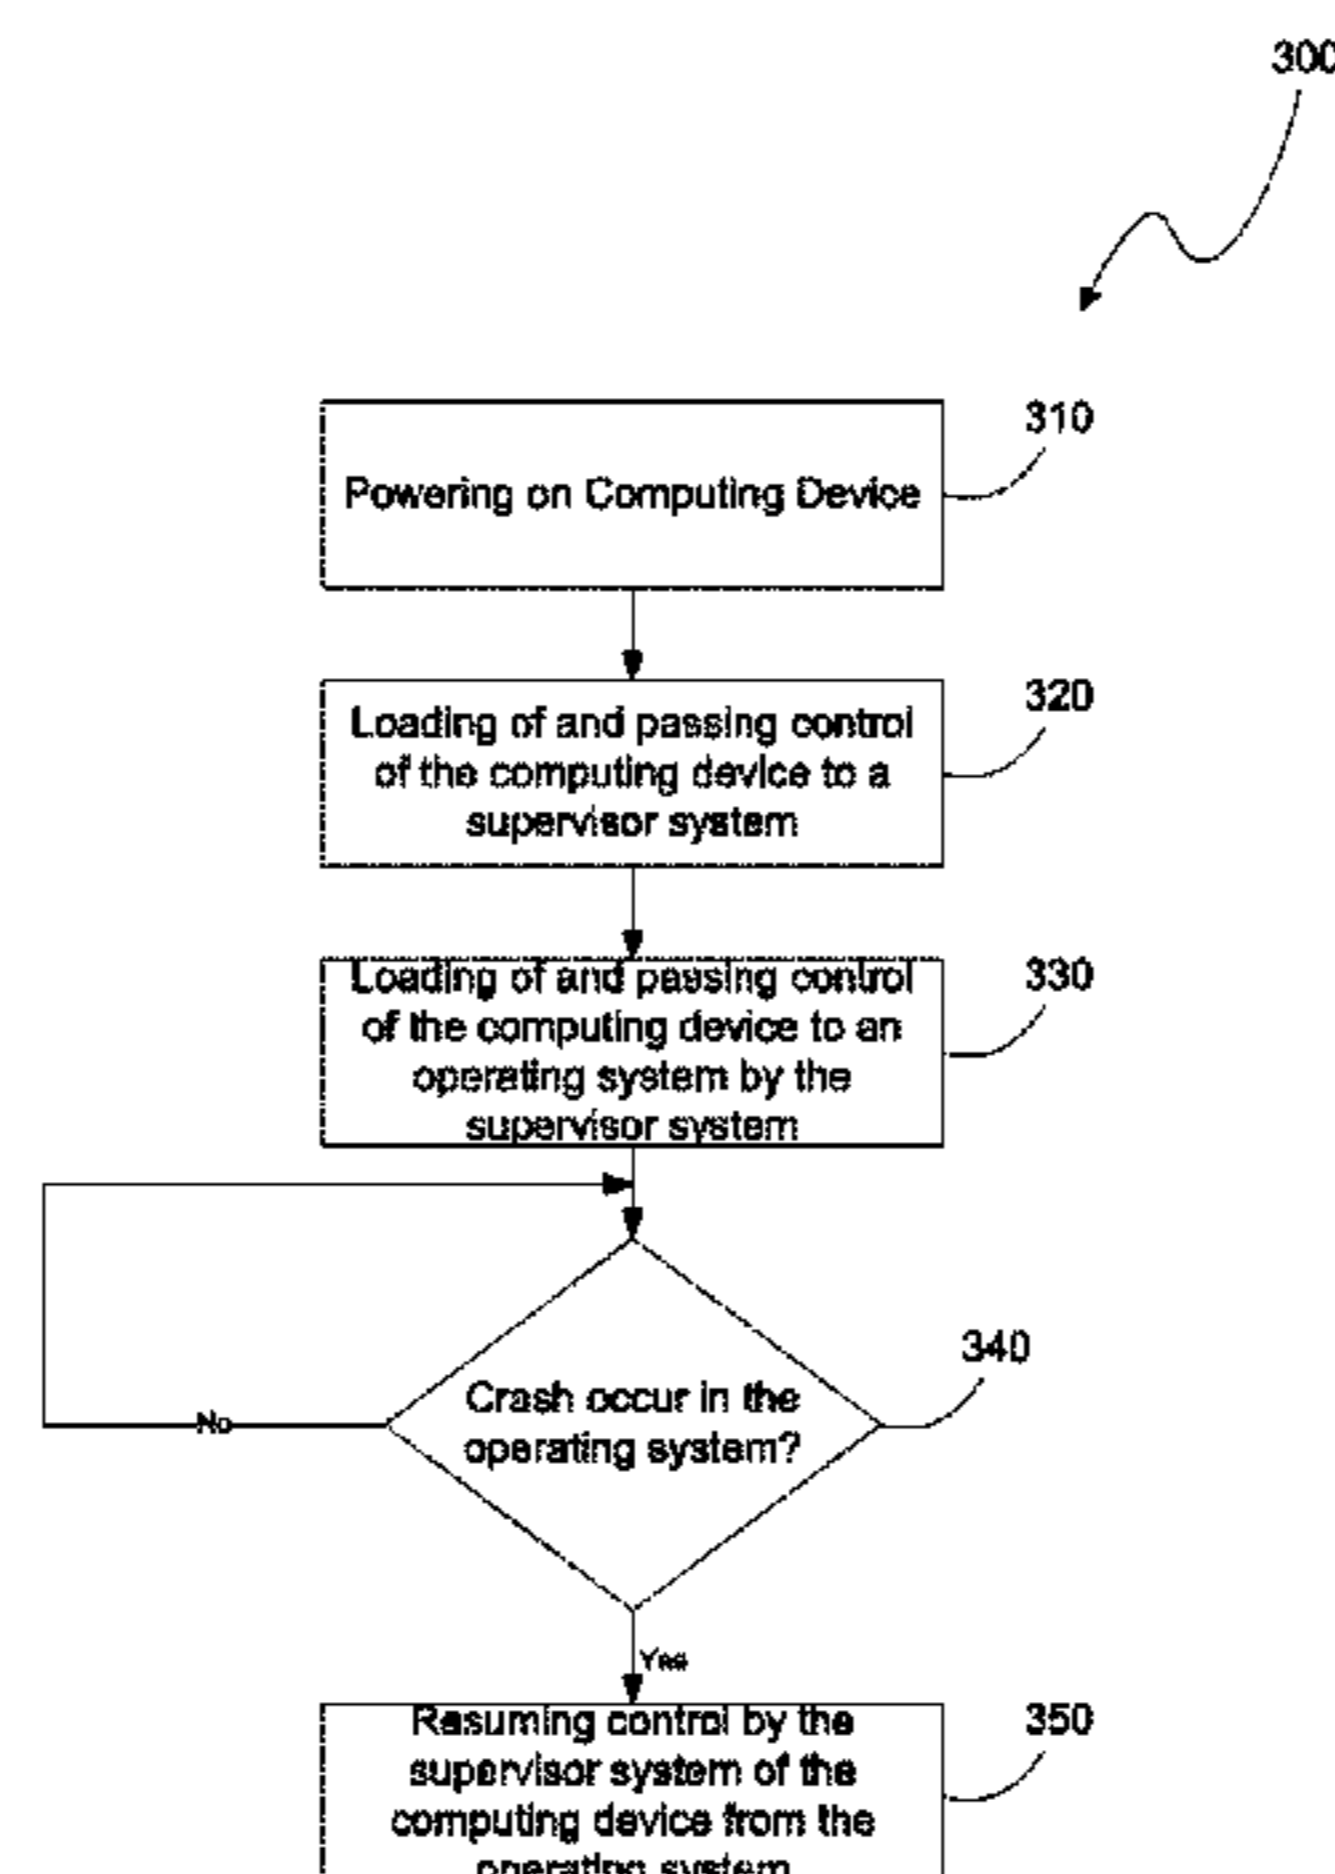 300
310
Powering on Computing Device
320
Loading of and passing control
of the computing device to a
supervisor system
330
Loading of and passing control
of the computing device to an
operating system by the
supervisor system
340
Crash occur in the
operating system?
No
Yes
350
Resuming control by the
supervisor system of the
computing device from the
operating system